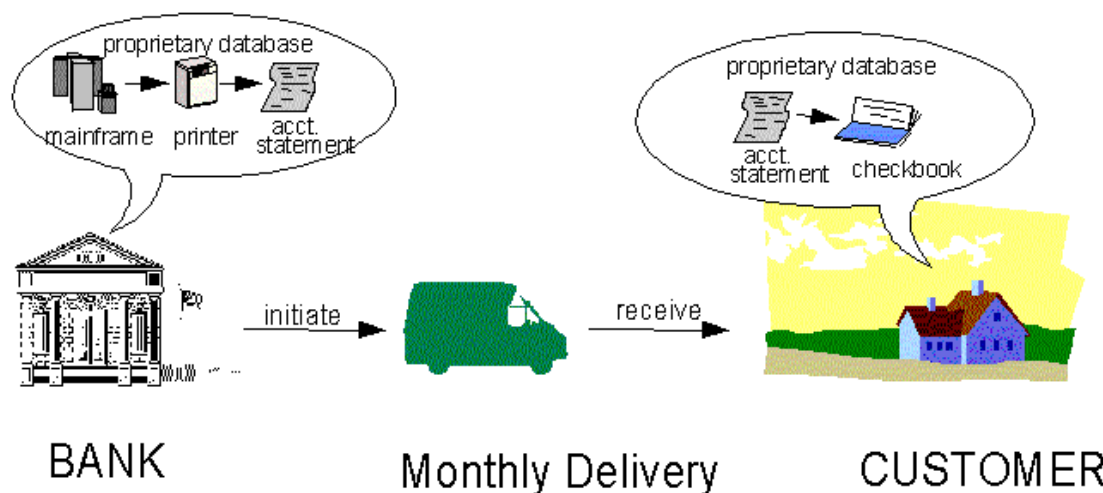 proprietary database
mainframe
printer
acct.
statement
proprietary database
acct.
statement
checkbook
initiate
receive
BANK
Monthly Delivery
CUSTOMER